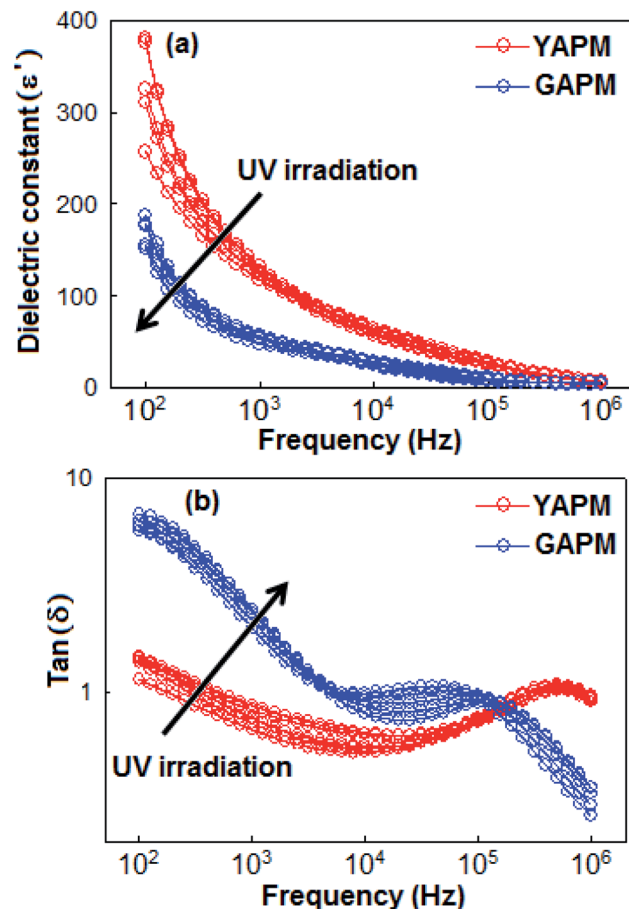 (a)
YAPM
GAPM
UV irradiation
Dielectric constant (ε')
400
300
200
100
0
10² 10³ 10⁴ 10⁵ 10⁶
Frequency (Hz)
(b)
YAPM
GAPM
UV irradiation
Tan (δ)
10
1
10² 10³ 10⁴ 10⁵ 10⁶
Frequency (Hz)